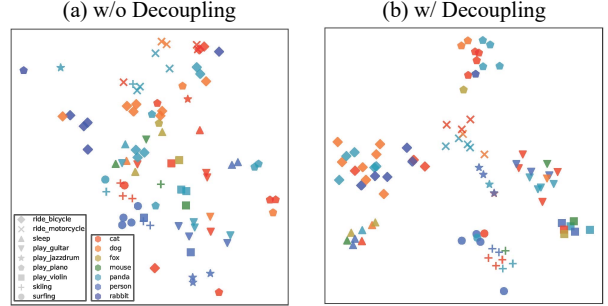 (a) w/o Decoupling
(b) w/ Decoupling
ride_bicycle
ride_motorcycle
sleep
play_guitar
play_jazzdrum
play_piano
play_violin
skiing
surfing
cat
dog
fox
mouse
panda
person
rabbit